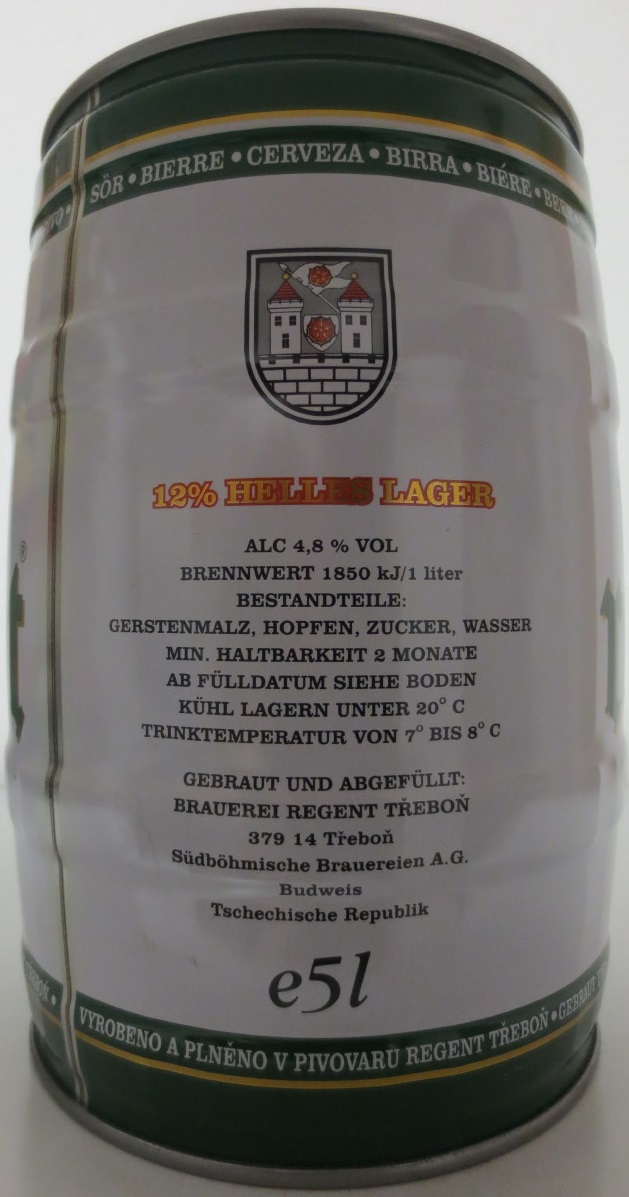 SÖR • BIERRE • CERVEZA • BIRRA • BIÉRE •
12% HELLES LAGER
ALC 4,8 % VOL
BRENNWERT 1850 kJ/1 liter
BESTANDTEILE:
GERSTENMALZ, HOPFEN, ZUCKER, WASSER
MIN. HALTBARKEIT 2 MONATE
AB FÜLLDATUM SIEHE BODEN
KÜHL LAGERN UNTER 20° C
TRINKTEMPERATUR VON 7° BIS 8° C
GEBRAUT UND ABGEFÜLLT:
BRAUEREI REGENT TŘEBOŇ
379 14 Třeboň
Südböhmische Brauereien A.G.
Budweis
Tschechische Republik
e5l
VYROBENO A PLNĚNO V PIVOVARU REGENT TŘEBOŇ • GEBRAUT